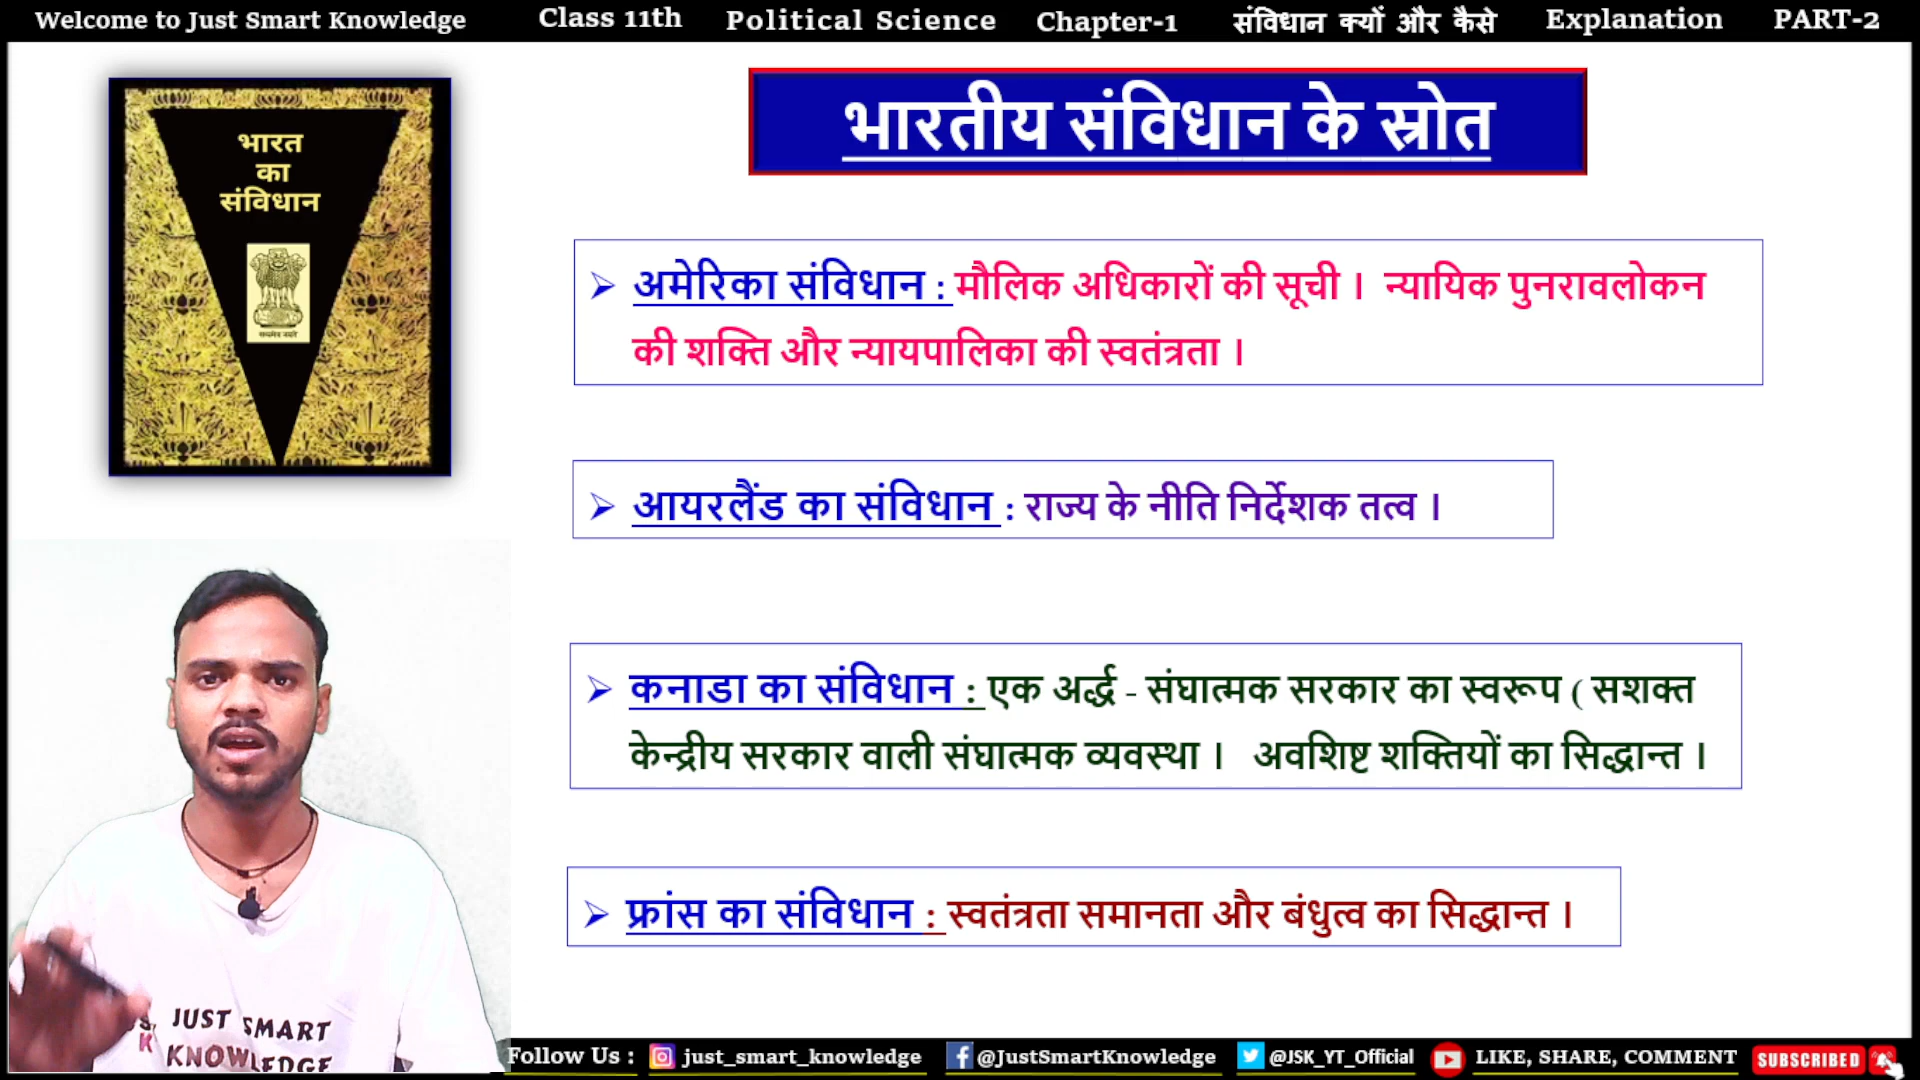 Welcome to Just Smart Knowledge Class 11th Political Science Chapter-1 संविधान क्यों और कैसे Explanation PART-2
भारत
का
संविधान
भारतीय संविधान के स्रोत
अमेरिका संविधान : मौलिक अधिकारों की सूची । न्यायिक पुनरावलोकन
की शक्ति और न्यायपालिका की स्वतंत्रता ।
आयरलैंड का संविधान : राज्य के नीति निर्देशक तत्व ।
कनाडा का संविधान : एक अर्द्ध - संघात्मक सरकार का स्वरूप ( सशक्त
केन्द्रीय सरकार वाली संघात्मक व्यवस्था । अवशिष्ट शक्तियों का सिद्धान्त ।
फ्रांस का संविधान : स्वतंत्रता समानता और बंधुत्व का सिद्धान्त ।
JUST SMART
KNOWLEDGE
Follow Us : just_smart_knowledge @JustSmartKnowledge @JSK_YT_Official LIKE, SHARE, COMMENT SUBSCRIBED